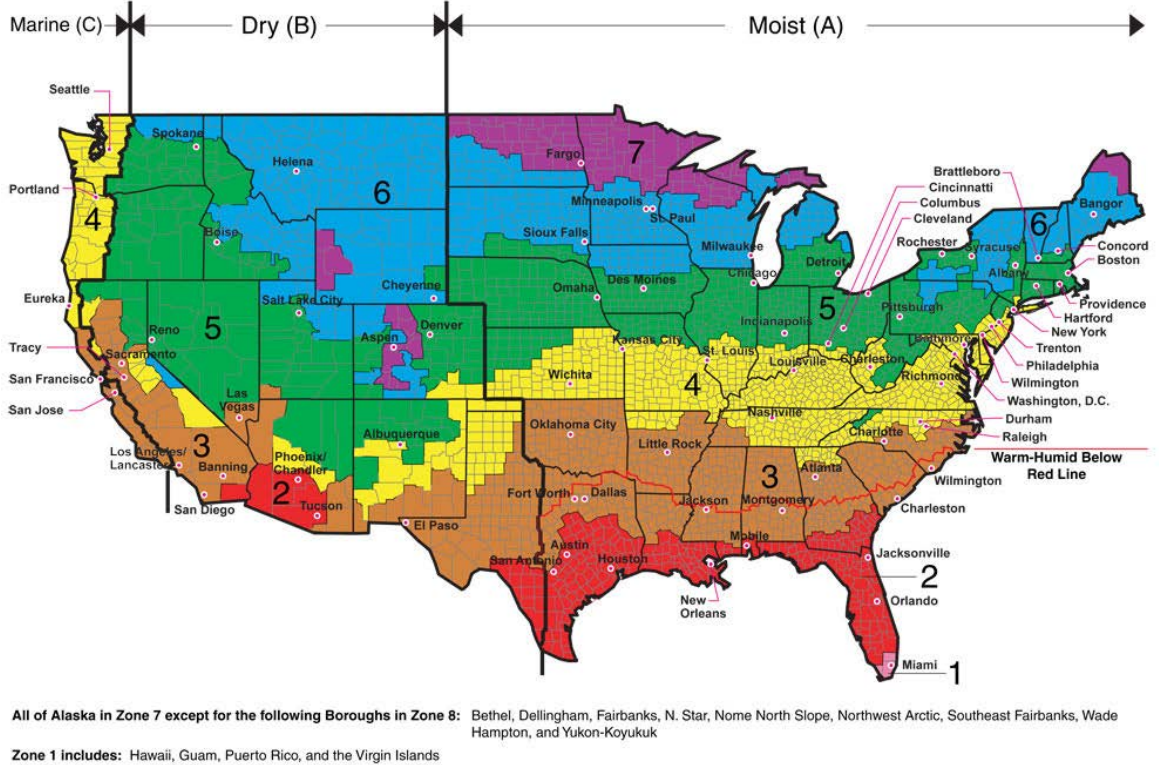 Marine (C)
Dry (B)
Moist (A)
Seattle
Spokane
Helena
Fargo
7
Brattleboro
Cincinnatti
Columbus
Cleveland
Portland
6
Minneapolis
St. Paul
Bangor
4
Boise
Sioux Falls
Milwaukee
Rochester
Syracuse
6
Concord
Detroit
Albany
Boston
Chicago
Eureka
Salt Lake City
Cheyenne
Omaha
Des Moines
5
Pittsburgh
Providence
Hartford
Reno
5
Denver
Indianapolis
New York
Aspen
Baltimore
Trenton
Tracy
Sacramento
Kansas City
St. Louis
Louisville
Charleston
Philadelphia
San Francisco
Wichita
4
Richmond
Wilmington
Las
Vegas
Washington, D.C.
San Jose
Nashville
Durham
Oklahoma City
Albuquerque
Charlotte
Raleigh
3
Little Rock
Los Angeles/
Lancaster
Phoenix/
Chandler
Warm-Humid Below
Red Line
Banning
2
3
Atlanta
Wilmington
Fort Worth
Dallas
Jackson
Montgomery
San Diego
Tucson
El Paso
Charleston
Mobile
Austin
San Antonio
Houston
Jacksonville
2
New
Orleans
Orlando
Miami
1
All of Alaska in Zone 7 except for the following Boroughs in Zone 8: Bethel, Dellingham, Fairbanks, N. Star, Nome North Slope, Northwest Arctic, Southeast Fairbanks, Wade
Hampton, and Yukon-Koyukuk
Zone 1 includes: Hawaii, Guam, Puerto Rico, and the Virgin Islands